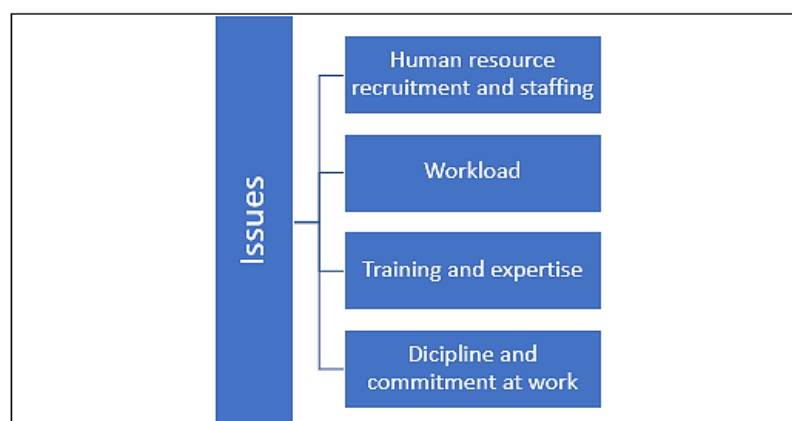 Issues
Human resource
recruitment and staffing
Workload
Training and expertise
Dicipline and
commitment at work